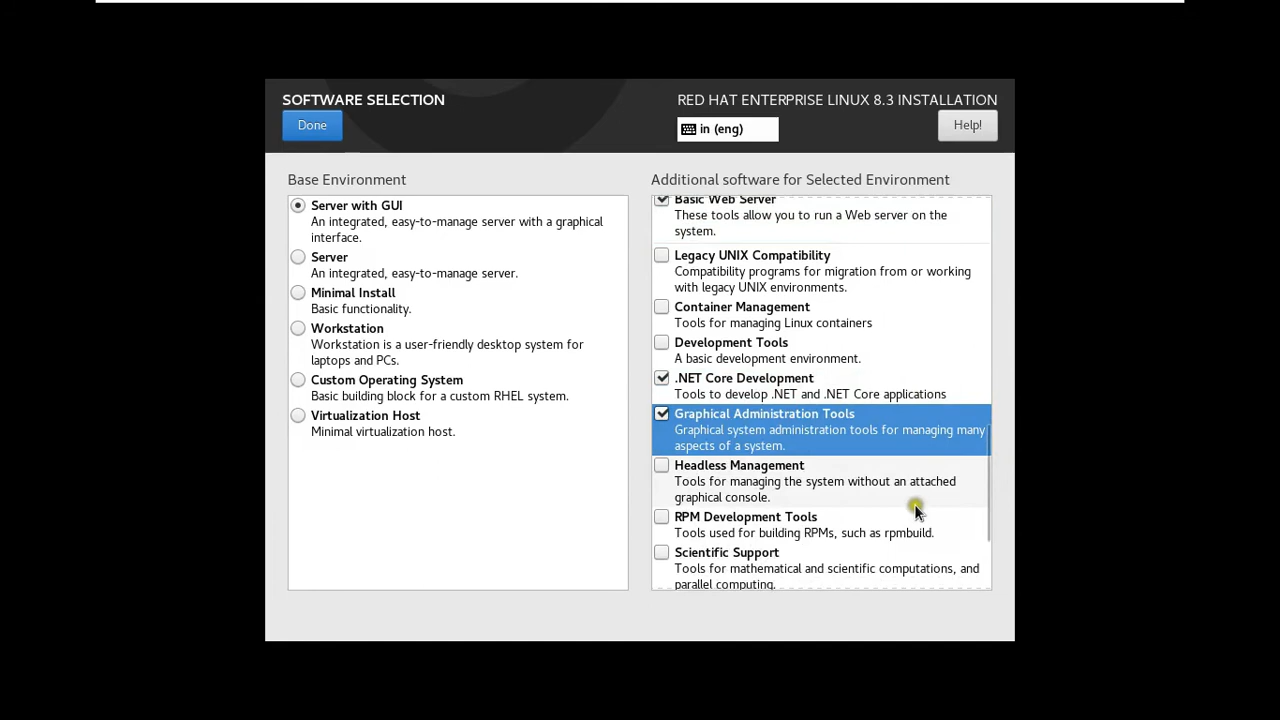 SOFTWARE SELECTION
Done
RED HAT ENTERPRISE LINUX 8.3 INSTALLATION
in (eng)
Help!
Base Environment
Server with GUI
An integrated, easy-to-manage server with a graphical
interface.
Server
An integrated, easy-to-manage server.
Minimal Install
Basic functionality.
Workstation
Workstation is a user-friendly desktop system for
laptops and PCs.
Custom Operating System
Basic building block for a custom RHEL system.
Virtualization Host
Minimal virtualization host.
Additional software for Selected Environment
Basic Web Server
These tools allow you to run a Web server on the
system.
Legacy UNIX Compatibility
Compatibility programs for migration from or working
with legacy UNIX environments.
Container Management
Tools for managing Linux containers
Development Tools
A basic development environment.
.NET Core Development
Tools to develop .NET and .NET Core applications
Graphical Administration Tools
Graphical system administration tools for managing many
aspects of a system.
Headless Management
Tools for managing the system without an attached
graphical console.
RPM Development Tools
Tools used for building RPMs, such as rpmbuild.
Scientific Support
Tools for mathematical and scientific computations, and
parallel computing.